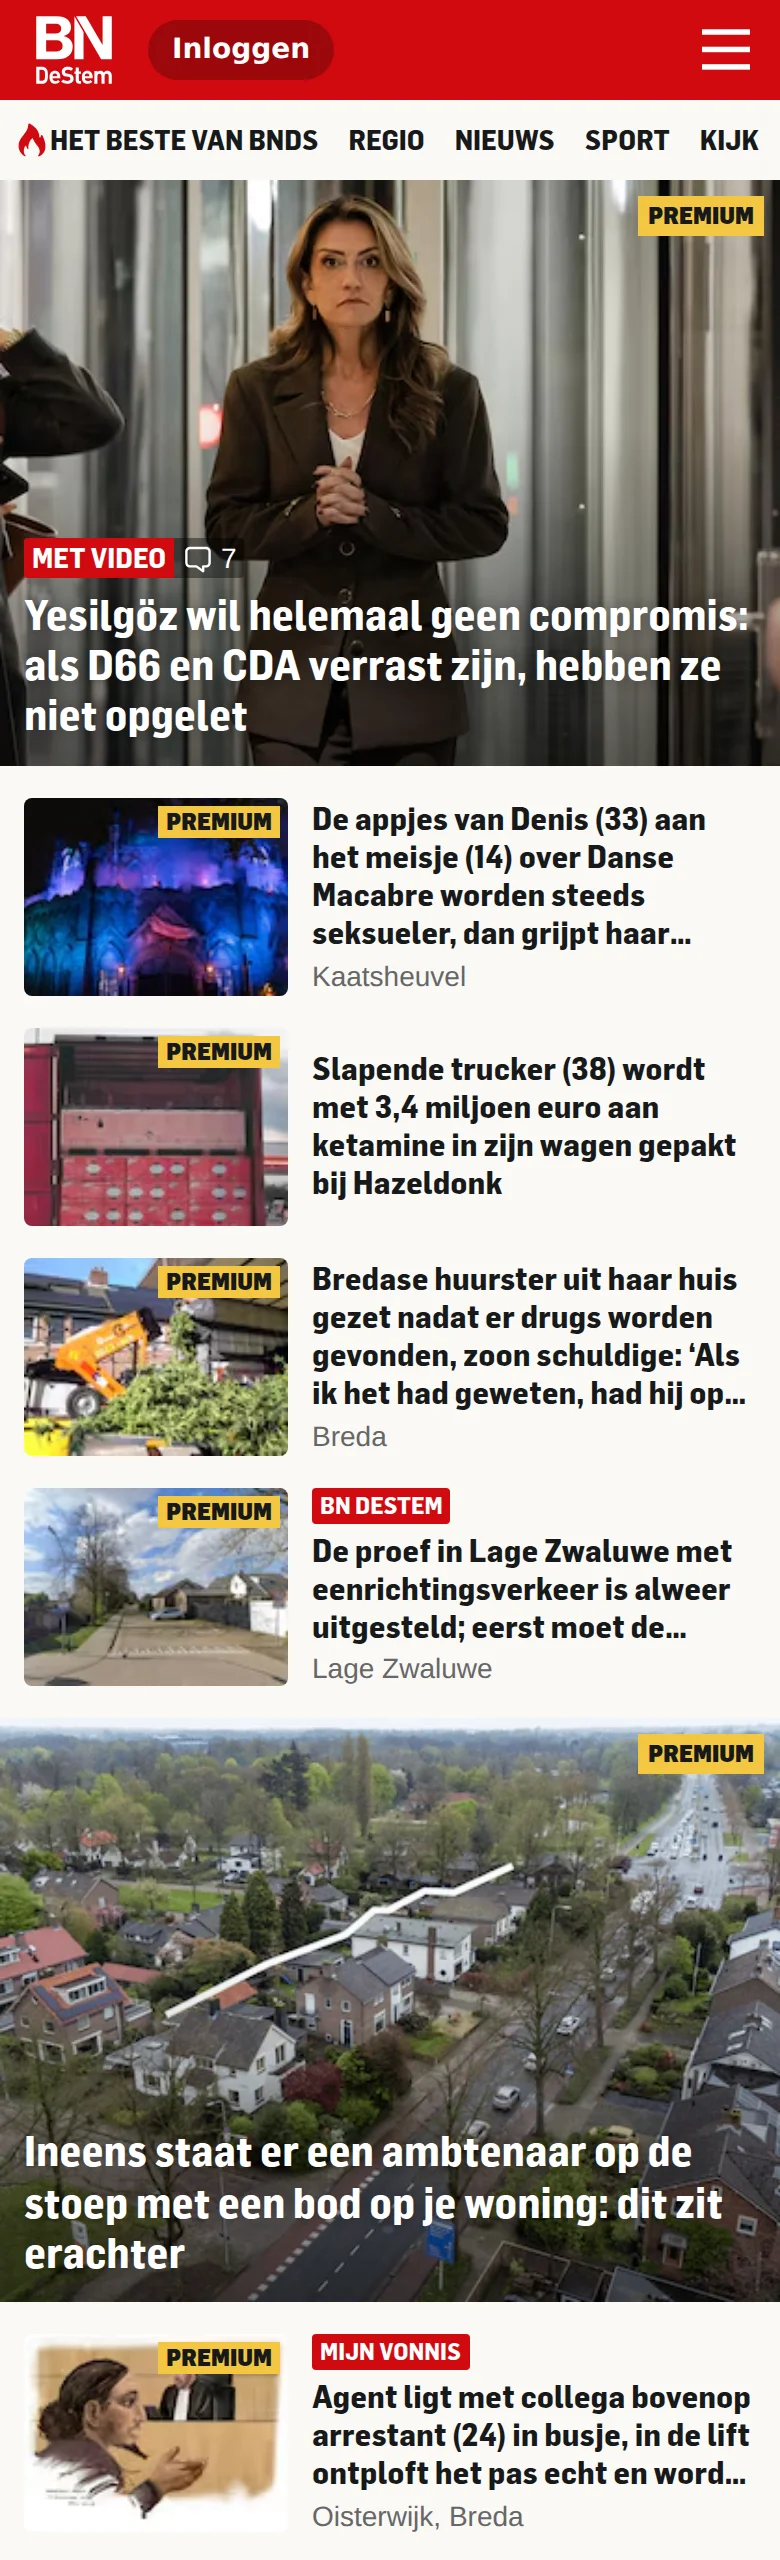 BN
DeStem
Inloggen
HET BESTE VAN BNDS
REGIO
NIEUWS
SPORT
KIJK
PREMIUM
MET VIDEO
7
Yesilgöz wil helemaal geen compromis:
als D66 en CDA verrast zijn, hebben ze
niet opgelet
PREMIUM
De appjes van Denis (33) aan
het meisje (14) over Danse
Macabre worden steeds
seksueler, dan grijpt haar...
Kaatsheuvel
PREMIUM
Slapende trucker (38) wordt
met 3,4 miljoen euro aan
ketamine in zijn wagen gepakt
bij Hazeldonk
PREMIUM
Bredase huurster uit haar huis
gezet nadat er drugs worden
gevonden, zoon schuldige: ‘Als
ik het had geweten, had hij op...
Breda
PREMIUM
BN DESTEM
De proef in Lage Zwaluwe met
eenrichtingsverkeer is alweer
uitgesteld; eerst moet de...
Lage Zwaluwe
PREMIUM
Ineens staat er een ambtenaar op de
stoep met een bod op je woning: dit zit
erachter
PREMIUM
MIJN VONNIS
Agent ligt met collega bovenop
arrestant (24) in busje, in de lift
ontploft het pas echt en word...
Oisterwijk, Breda